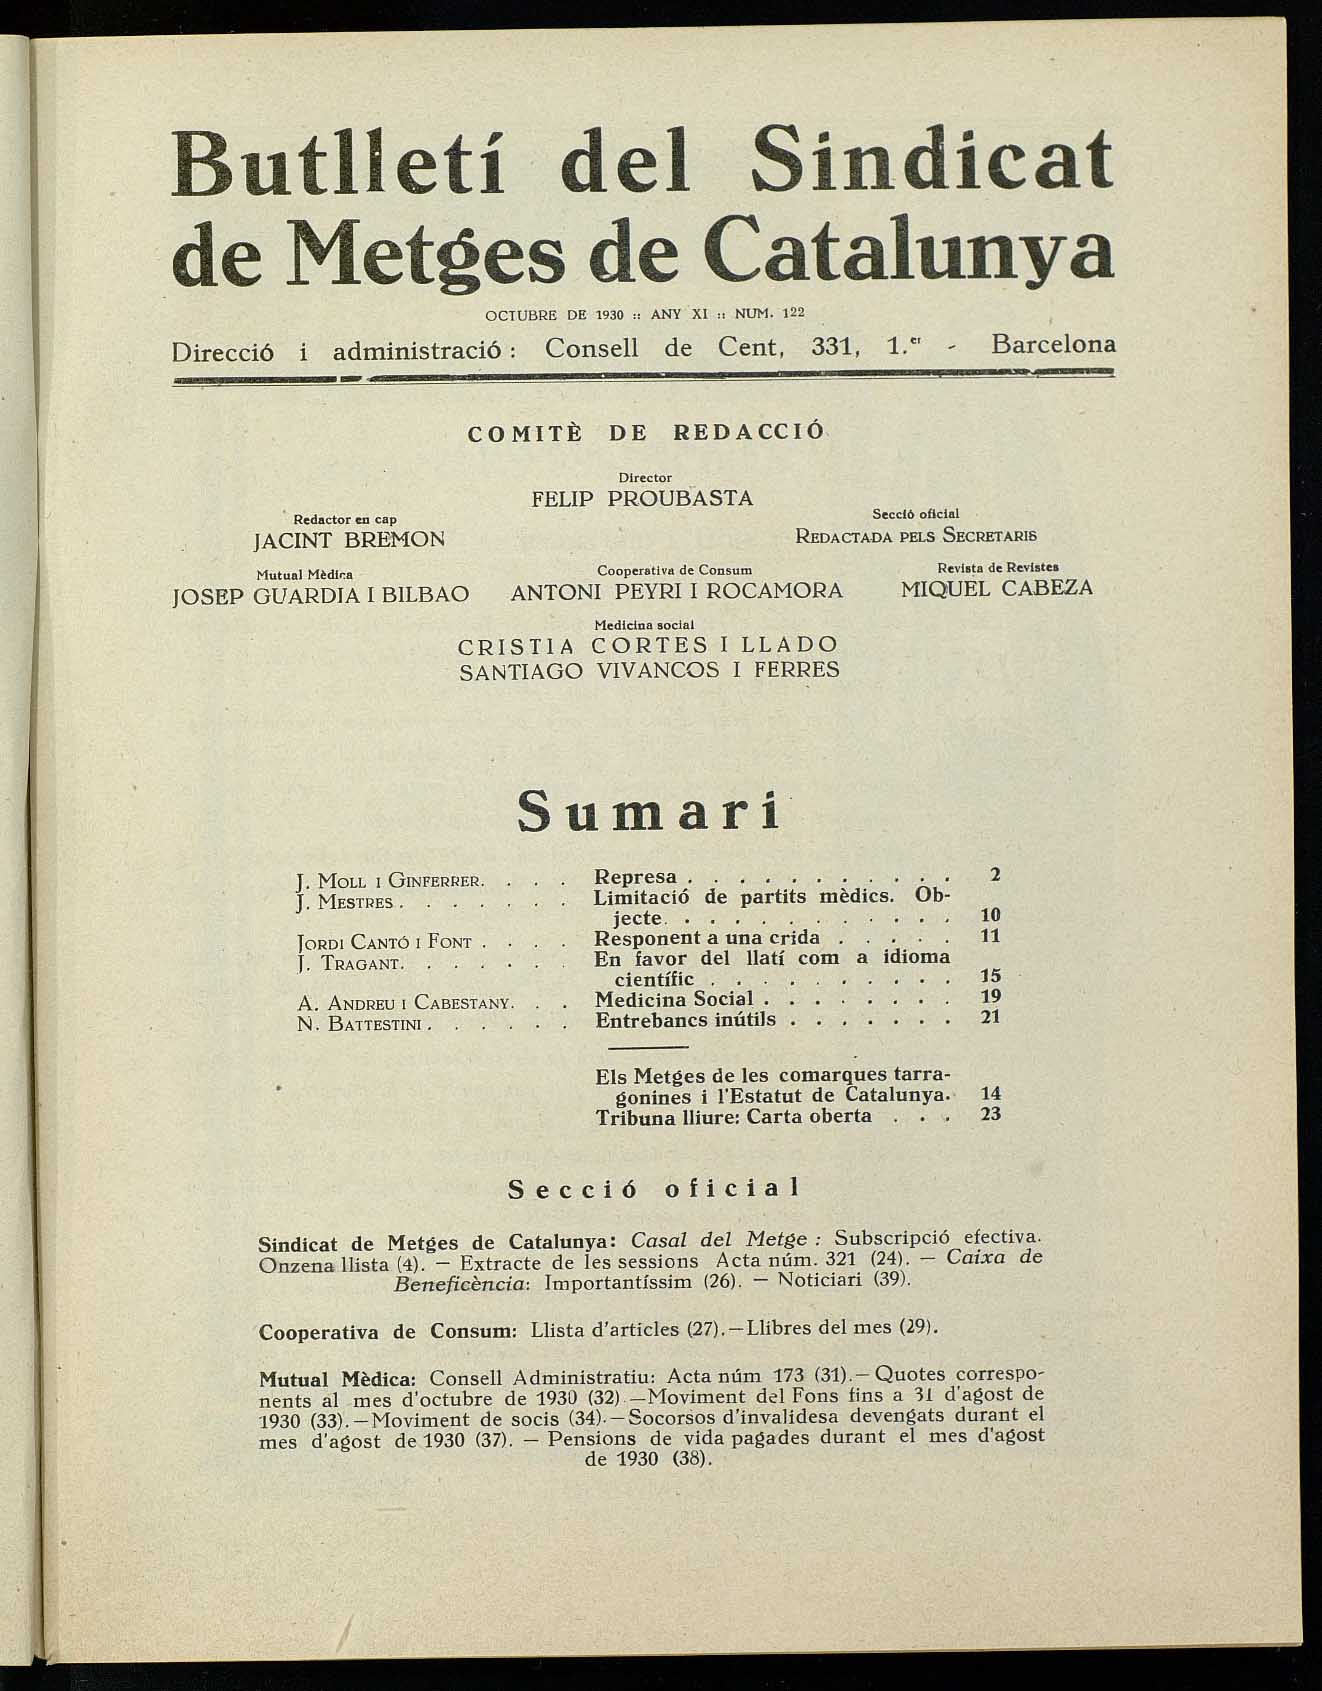 Butlletí del Sindicat
de Metges de Catalunya
OCTUBRE DE 1930 :: ANY XI :: NUM. 122
Direcció i administració : Consell de Cent, 331, 1.er - Barcelona
COMITÈ DE REDACCIÓ
Director
FELIP PROUBASTA
Redactor en cap
JACINT BREMON
Secció oficial
REDACTADA PELS SECRETARIS
Mutual Mèdica
JOSEP GUARDIA I BILBAO
Cooperativa de Consum
ANTONI PEYRI I ROCAMORA
Revista de Revistes
MIQUEL CABEZA
Medicina social
CRISTIA CORTES I LLADO
SANTIAGO VIVANCOS I FERRES
Sumari
J. MOLL I GINFERRER. . . . Represa . . . . . . . . . . . 2
J. MESTRES . . . . . . . Limitació de partits mèdics. Ob-
jecte. . . . . . . . . . . . 10
JORDI CANTÓ I FONT . . . . Responent a una crida . . . . . 11
J. TRAGANT. . . . . . . En favor del llatí com a idioma
científic . . . . . . . . . . 15
A. ANDREU I CABESTANY. . . Medicina Social . . . . . . . . 19
N. BATTESTINI . . . . . . Entrebancs inútils . . . . . . . 21
Els Metges de les comarques tarra-
gonines i l'Estatut de Catalunya. 14
Tribuna lliure: Carta oberta . . . 23
Secció oficial
Sindicat de Metges de Catalunya: Casal del Metge : Subscripció efectiva.
Onzena llista (4). — Extracte de les sessions Acta núm. 321 (24). — Caixa de
Beneficència: Importantíssim (26). — Noticiari (39).
Cooperativa de Consum: Llista d'articles (27).—Llibres del mes (29).
Mutual Mèdica: Consell Administratiu: Acta núm 173 (31).—Quotes correspo-
nents al mes d'octubre de 1930 (32).—Moviment del Fons fins a 31 d'agost de
1930 (33).—Moviment de socis (34).—Socorsos d'invalidesa devengats durant el
mes d'agost de 1930 (37). — Pensions de vida pagades durant el mes d'agost
de 1930 (38).